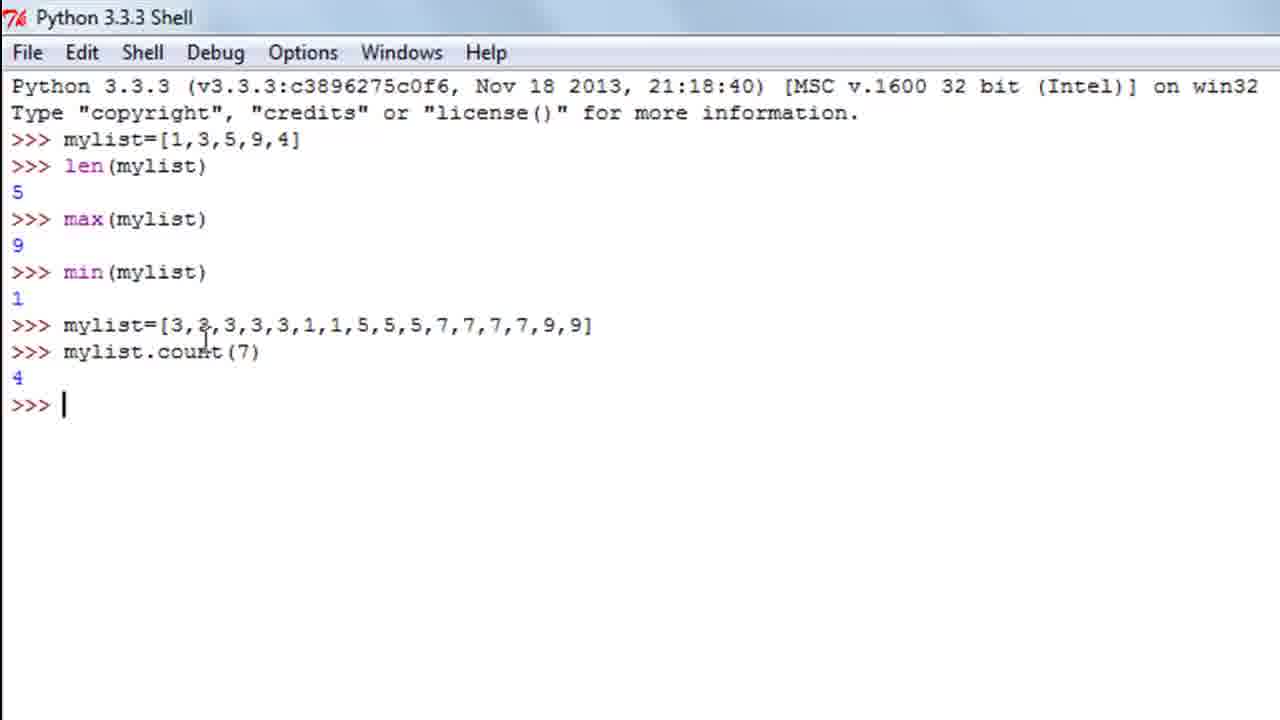 Python 3.3.3 Shell
File Edit Shell Debug Options Windows Help
Python 3.3.3 (v3.3.3:c3896275c0f6, Nov 18 2013, 21:18:40) [MSC v.1600 32 bit (Intel)] on win32
Type "copyright", "credits" or "license()" for more information.
>>> mylist=[1,3,5,9,4]
>>> len(mylist)
5
>>> max(mylist)
9
>>> min(mylist)
1
>>> mylist=[3,3,3,3,3,1,1,5,5,5,7,7,7,7,9,9]
>>> mylist.count(7)
4
>>>